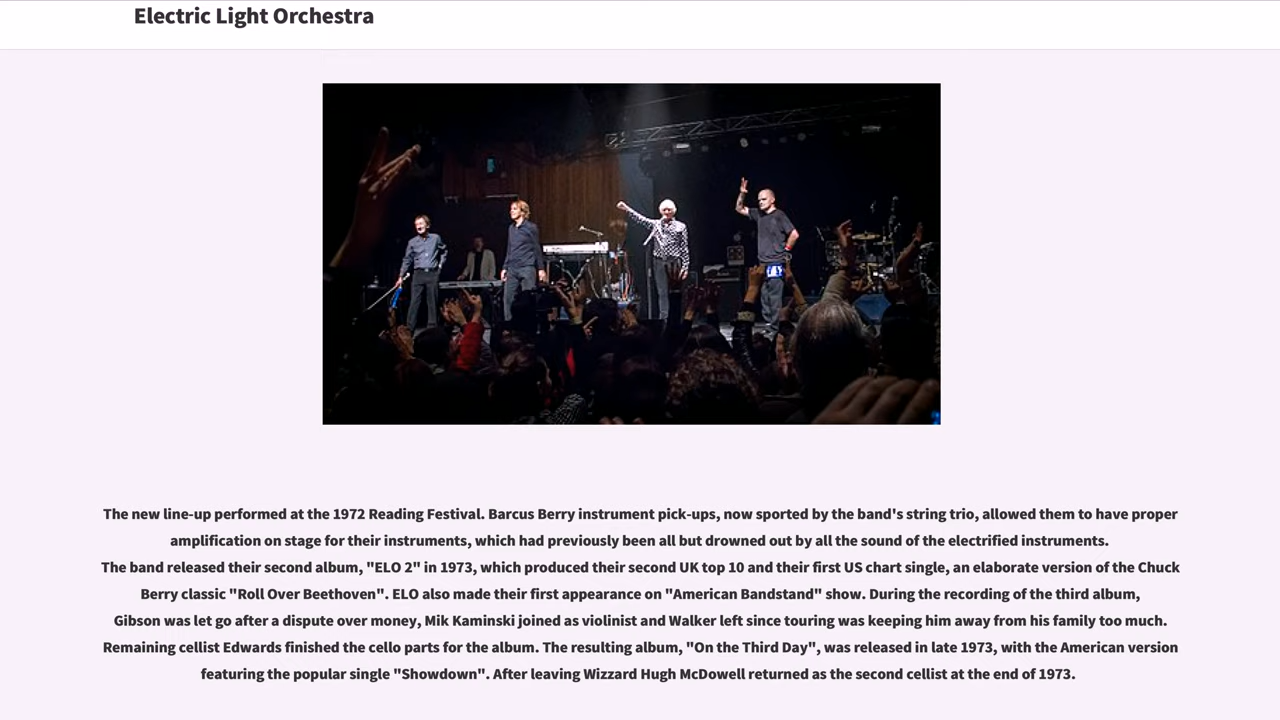 Electric Light Orchestra
The new line-up performed at the 1972 Reading Festival. Barcus Berry instrument pick-ups, now sported by the band's string trio, allowed them to have proper
amplification on stage for their instruments, which had previously been all but drowned out by all the sound of the electrified instruments.
The band released their second album, "ELO 2" in 1973, which produced their second UK top 10 and their first US chart single, an elaborate version of the Chuck
Berry classic "Roll Over Beethoven". ELO also made their first appearance on "American Bandstand" show. During the recording of the third album,
Gibson was let go after a dispute over money, Mik Kaminski joined as violinist and Walker left since touring was keeping him away from his family too much.
Remaining cellist Edwards finished the cello parts for the album. The resulting album, "On the Third Day", was released in late 1973, with the American version
featuring the popular single "Showdown". After leaving Wizzard Hugh McDowell returned as the second cellist at the end of 1973.